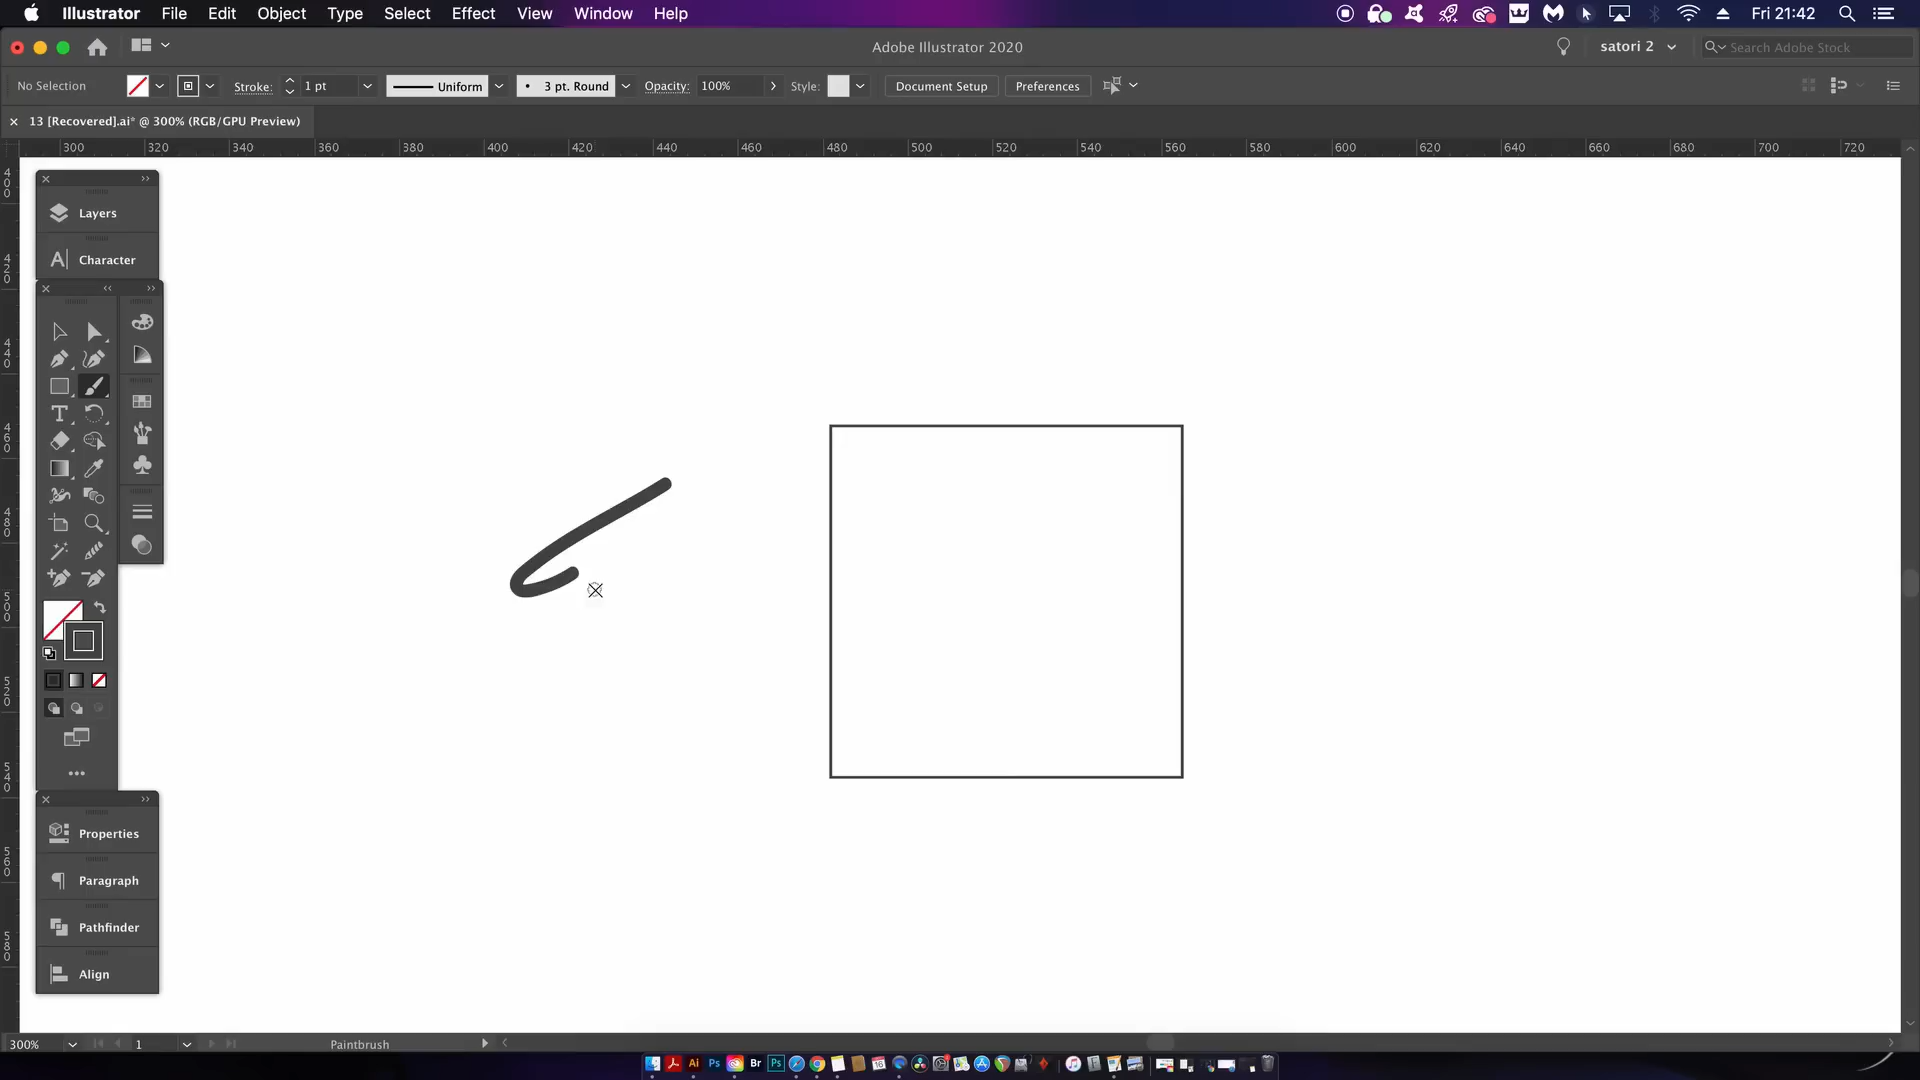 Illustrator File Edit Object Type Select Effect View Window Help Fri 21:42
Adobe Illustrator 2020 satori 2 Search Adobe Stock
No Selection Stroke: 1 pt Uniform 3 pt. Round Opacity: 100% Style: Document Setup Preferences
13 [Recovered].ai* @ 300% (RGB/GPU Preview)
300 320 340 360 380 400 420 440 460 480 500 520 540 560 580 600 620 640 660 680 700 720
400
420
440
460
480
500
520
540
560
580
Layers
Character
Properties
Paragraph
Pathfinder
Align
300% 1 Paintbrush
Ai Ps Br Ps